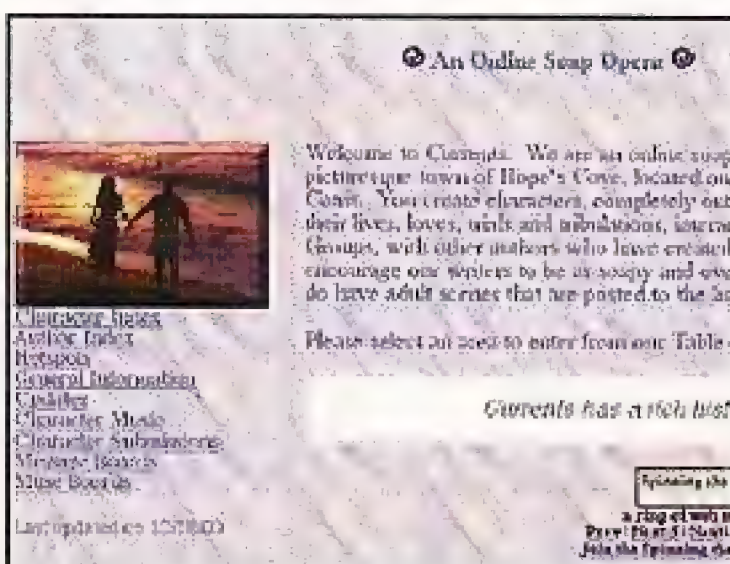 An Online Soap Opera
Welcome to Currents. We are an online soap
picturesque town of Hope's Cove, located on
Coast. You create characters, completely out
their lives, loves, trials and tribulations,
Groups, with other authors who have created
encourage our writers to be as soapy and
do have adult scenes that are posted to the
Please select an area to enter from our Table
Currents has a rich hist
Character Index
Author Index
Hotspots
General Information
Updates
Character Music
Character Submissions
Message Boards
Muse Boards
Last updated on
Spinning the
a ring of web
Join the Spinning the